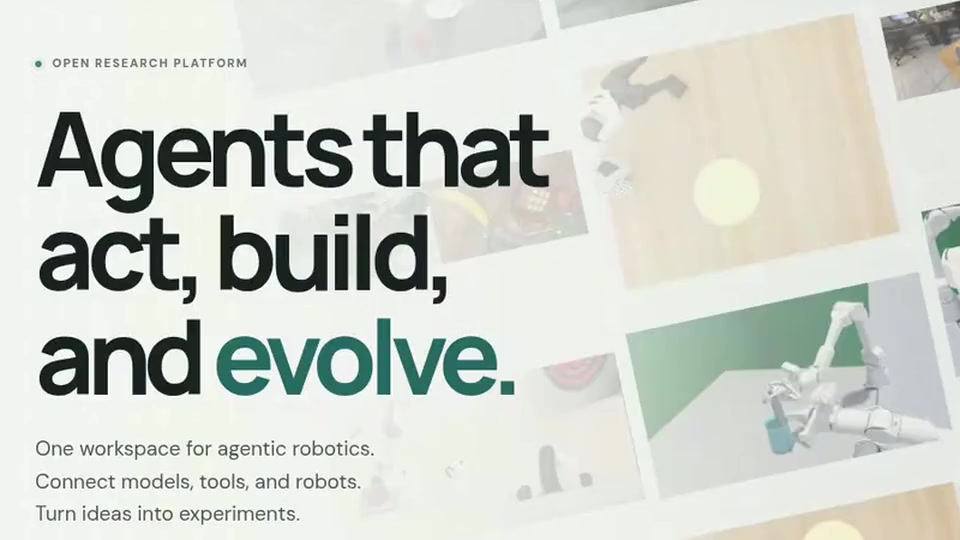 OPEN RESEARCH PLATFORM
Agents that
act, build,
and evolve.
One workspace for agentic robotics.
Connect models, tools, and robots.
Turn ideas into experiments.